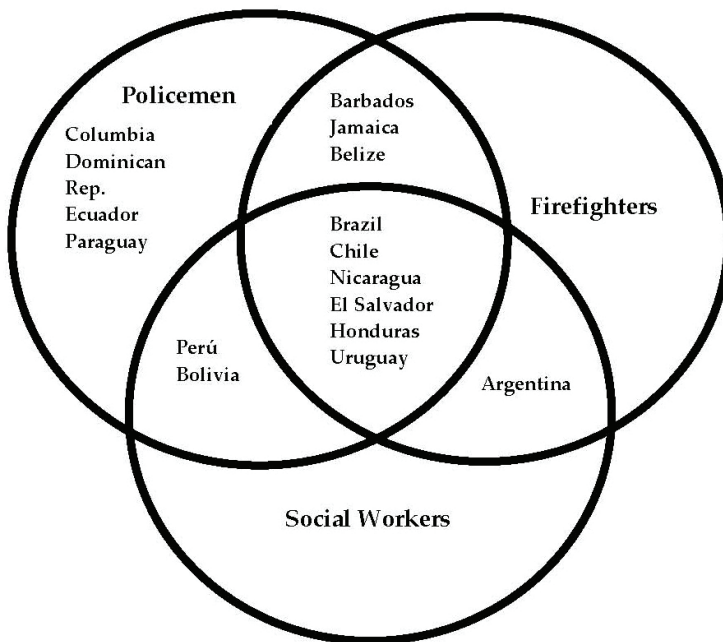 Policemen
Columbia
Dominican
Rep.
Ecuador
Paraguay
Barbados
Jamaica
Belize
Firefighters
Brazil
Chile
Nicaragua
El Salvador
Honduras
Uruguay
Perú
Bolivia
Argentina
Social Workers